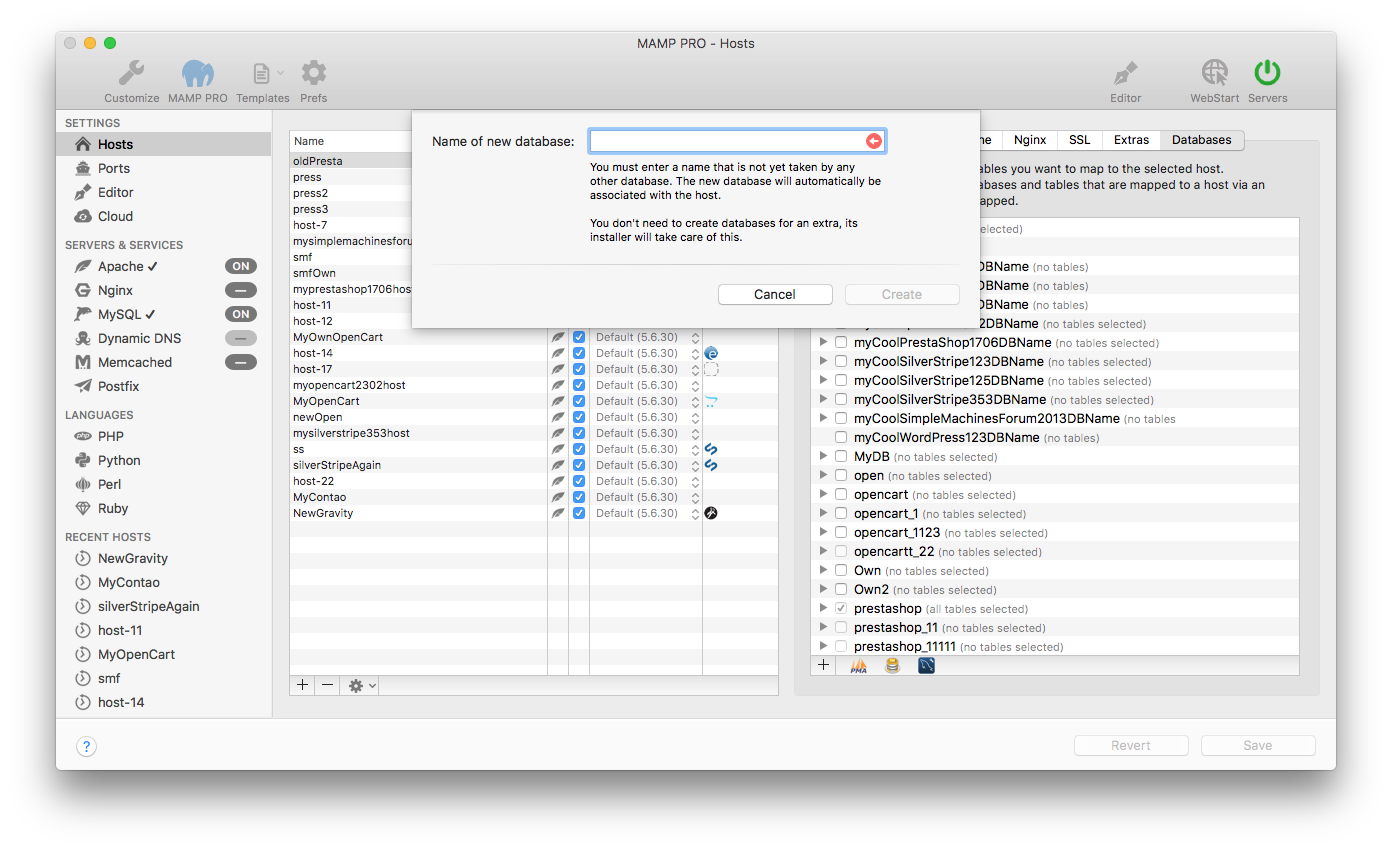 MAMP PRO - Hosts
Customize
MAMP PRO
Templates
Prefs
Editor
WebStart
Servers
SETTINGS
Hosts
Ports
Editor
Cloud
SERVERS & SERVICES
Apache ✓ ON
Nginx
MySQL ✓ ON
Dynamic DNS
Memcached
Postfix
LANGUAGES
php PHP
Python
Perl
Ruby
RECENT HOSTS
NewGravity
MyContao
silverStripeAgain
host-11
MyOpenCart
smf
host-14
Name
oldPresta
press
press2
press3
host-7
mysimplemachinesforu
smf
smfOwn
myprestashop1706host
host-11
host-12
MyOwnOpenCart Default (5.6.30)
host-14 Default (5.6.30)
host-17 Default (5.6.30)
myopencart2302host Default (5.6.30)
MyOpenCart Default (5.6.30)
newOpen Default (5.6.30)
mysilverstripe353host Default (5.6.30)
ss Default (5.6.30)
silverStripeAgain Default (5.6.30)
host-22 Default (5.6.30)
MyContao Default (5.6.30)
NewGravity Default (5.6.30)
Name of new database:
You must enter a name that is not yet taken by any
other database. The new database will automatically be
associated with the host.
You don't need to create databases for an extra, its
installer will take care of this.
Cancel
Create
he
Nginx
SSL
Extras
Databases
ables you want to map to the selected host.
abases and tables that are mapped to a host via an
apped.
elected)
DBName (no tables)
DBName (no tables)
DBName (no tables)
2DBName (no tables selected)
myCoolPrestaShop1706DBName (no tables selected)
myCoolSilverStripe123DBName (no tables selected)
myCoolSilverStripe125DBName (no tables selected)
myCoolSilverStripe353DBName (no tables selected)
myCoolSimpleMachinesForum2013DBName (no tables
myCoolWordPress123DBName (no tables)
MyDB (no tables selected)
open (no tables selected)
opencart (no tables selected)
opencart_1 (no tables selected)
opencart_1123 (no tables selected)
opencartt_22 (no tables selected)
Own (no tables selected)
Own2 (no tables selected)
prestashop (all tables selected)
prestashop_11 (no tables selected)
prestashop_11111 (no tables selected)
+ PMA
+ −
?
Revert
Save